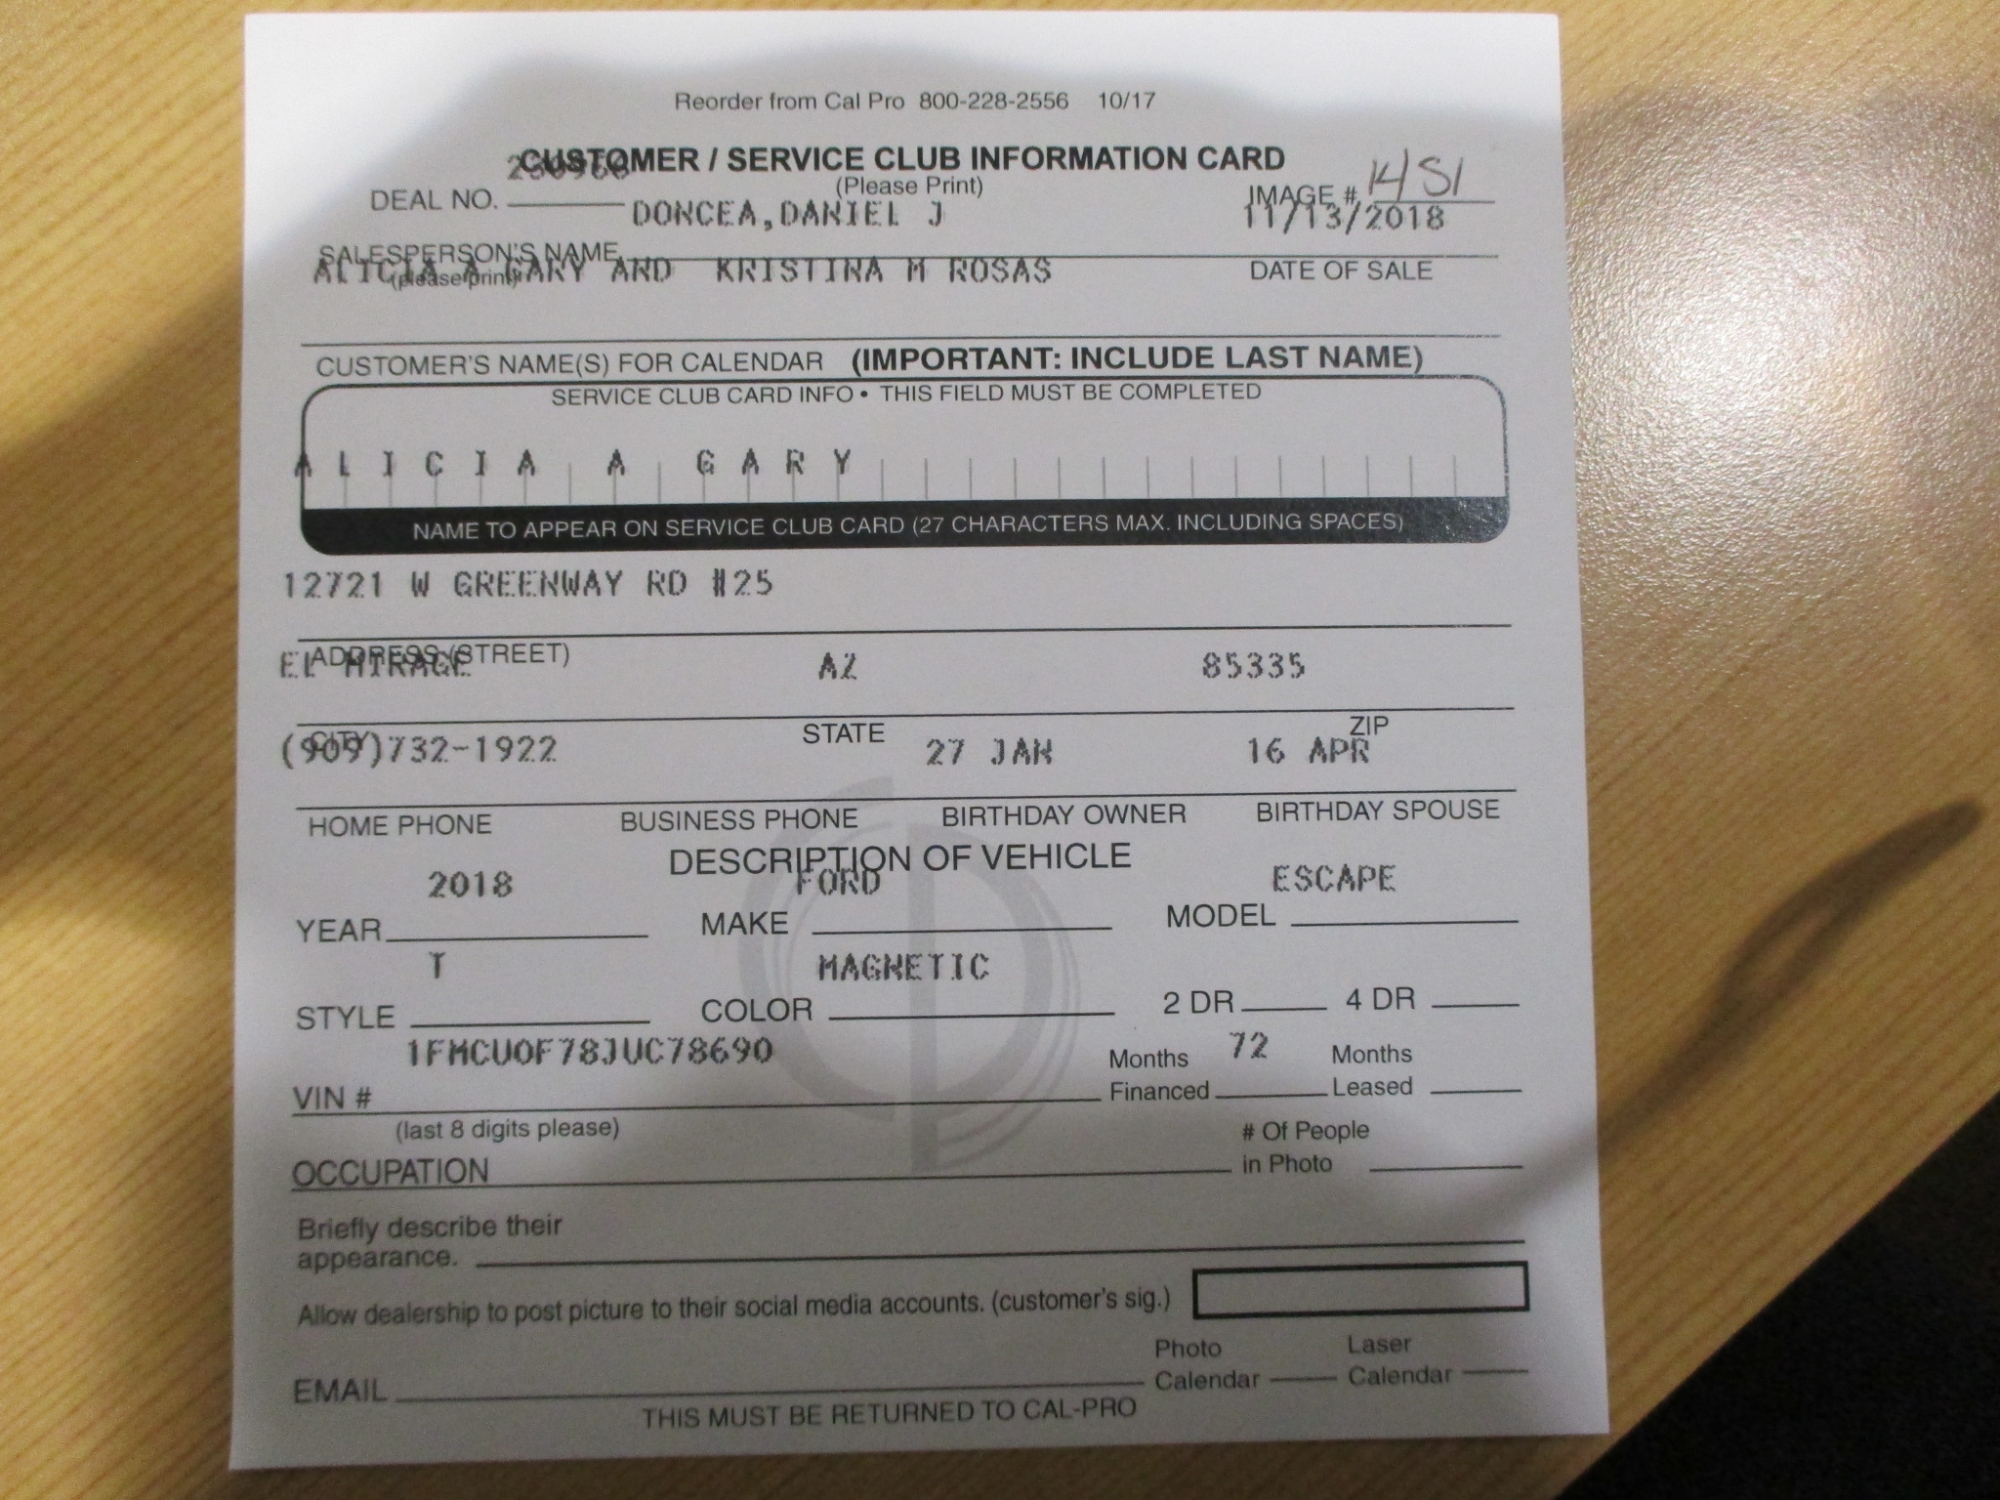 Reorder from Cal Pro 800-228-2556 10/17
CUSTOMER / SERVICE CLUB INFORMATION CARD
(Please Print)
DEAL NO. IMAGE # 1451
DONCEA,DANIEL J 11/13/2018
SALESPERSON'S NAME
(please print) DATE OF SALE
ALICIA A GARY AND KRISTINA M ROSAS
CUSTOMER'S NAME(S) FOR CALENDAR (IMPORTANT: INCLUDE LAST NAME)
SERVICE CLUB CARD INFO • THIS FIELD MUST BE COMPLETED
ALICIA A GARY
NAME TO APPEAR ON SERVICE CLUB CARD (27 CHARACTERS MAX. INCLUDING SPACES)
12721 W GREENWAY RD #25
ADDRESS (STREET)
EL MIRAGE AZ 85335
CITY STATE ZIP
(909)732-1922 27 JAN 16 APR
HOME PHONE BUSINESS PHONE BIRTHDAY OWNER BIRTHDAY SPOUSE
DESCRIPTION OF VEHICLE
2018 FORD ESCAPE
YEAR MAKE MODEL
T MAGNETIC
STYLE COLOR 2 DR 4 DR
1FMCU0F78JUC78690 Months 72 Months
VIN # Financed Leased
(last 8 digits please) # Of People
OCCUPATION in Photo
Briefly describe their
appearance.
Allow dealership to post picture to their social media accounts. (customer's sig.)
Photo Laser
EMAIL Calendar Calendar
THIS MUST BE RETURNED TO CAL-PRO